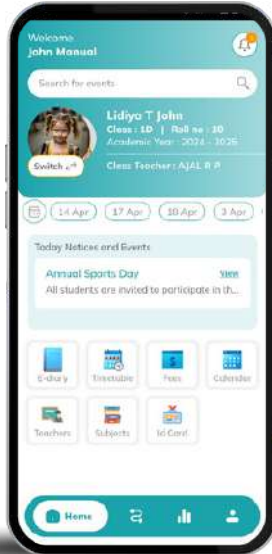 Welcome
John Manual
Search for events
Lidiya T John
Class : 1D | Roll no : 10
Academic Year : 2024 - 2025
Switch
Class Teacher : AJAL R P
14 Apr
17 Apr
18 Apr
3 Apr
Today Notices and Events
Annual Sports Day
View
All students are invited to participate in th...
E-diary
Timetable
Fees
Calender
Teachers
Subjects
Id Card
Home